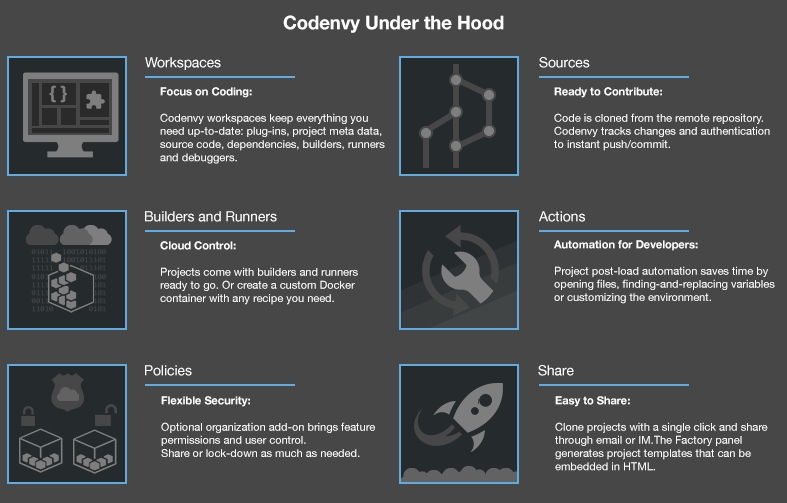 Codenvy Under the Hood
Workspaces
Focus on Coding:
Codenvy workspaces keep everything you
need up-to-date: plug-ins, project meta data,
source code, dependencies, builders, runners
and debuggers.
Sources
Ready to Contribute:
Code is cloned from the remote repository.
Codenvy tracks changes and authentication
to instant push/commit.
Builders and Runners
Cloud Control:
Projects come with builders and runners
ready to go. Or create a custom Docker
container with any recipe you need.
Actions
Automation for Developers:
Project post-load automation saves time by
opening files, finding-and-replacing variables
or customizing the environment.
Policies
Flexible Security:
Optional organization add-on brings feature
permissions and user control.
Share or lock-down as much as needed.
Share
Easy to Share:
Clone projects with a single click and share
through email or IM.The Factory panel
generates project templates that can be
embedded in HTML.